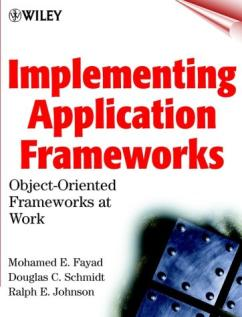 WILEY
Implementing
Application
Frameworks
Object-Oriented
Frameworks at
Work
Mohamed E. Fayad
Douglas C. Schmidt
Ralph E. Johnson